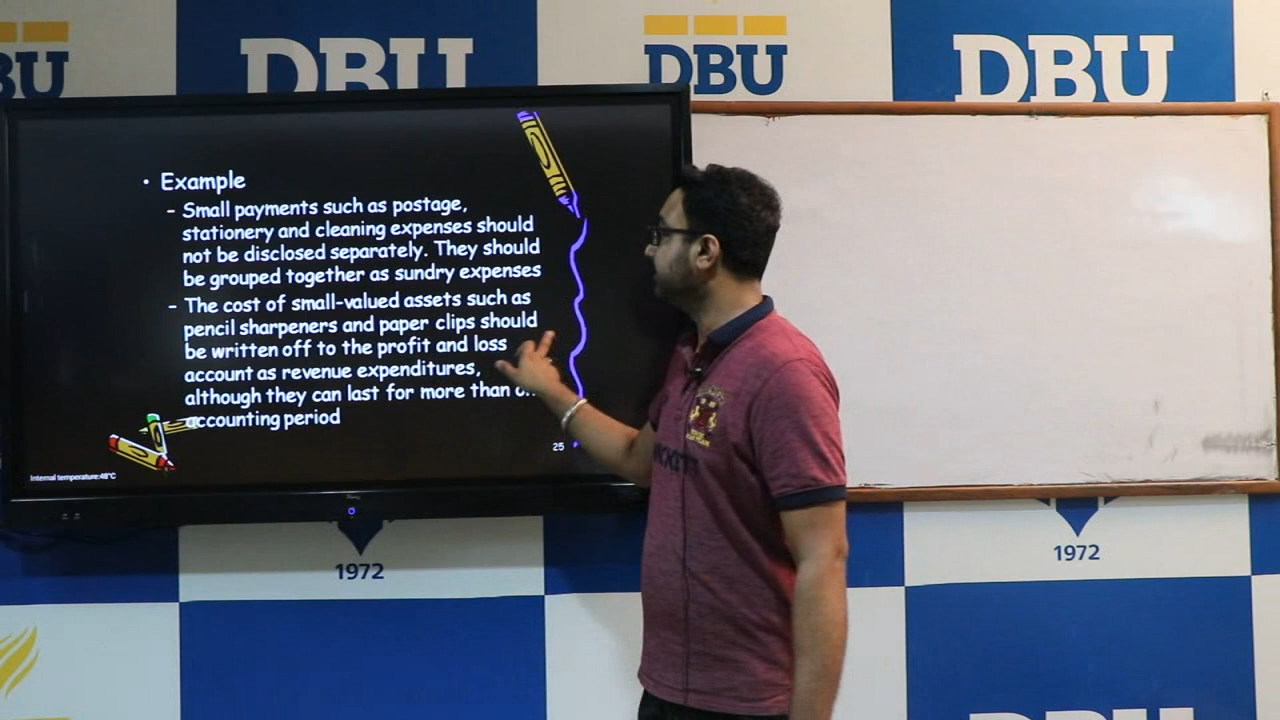 DBU
DBU
DBU
DBU
• Example
– Small payments such as postage,
stationery and cleaning expenses should
not be disclosed separately. They should
be grouped together as sundry expenses
– The cost of small-valued assets such as
pencil sharpeners and paper clips should
be written off to the profit and loss
account as revenue expenditures,
although they can last for more than
accounting period
25
Internal temperature:48°C
1972
1972
DBU